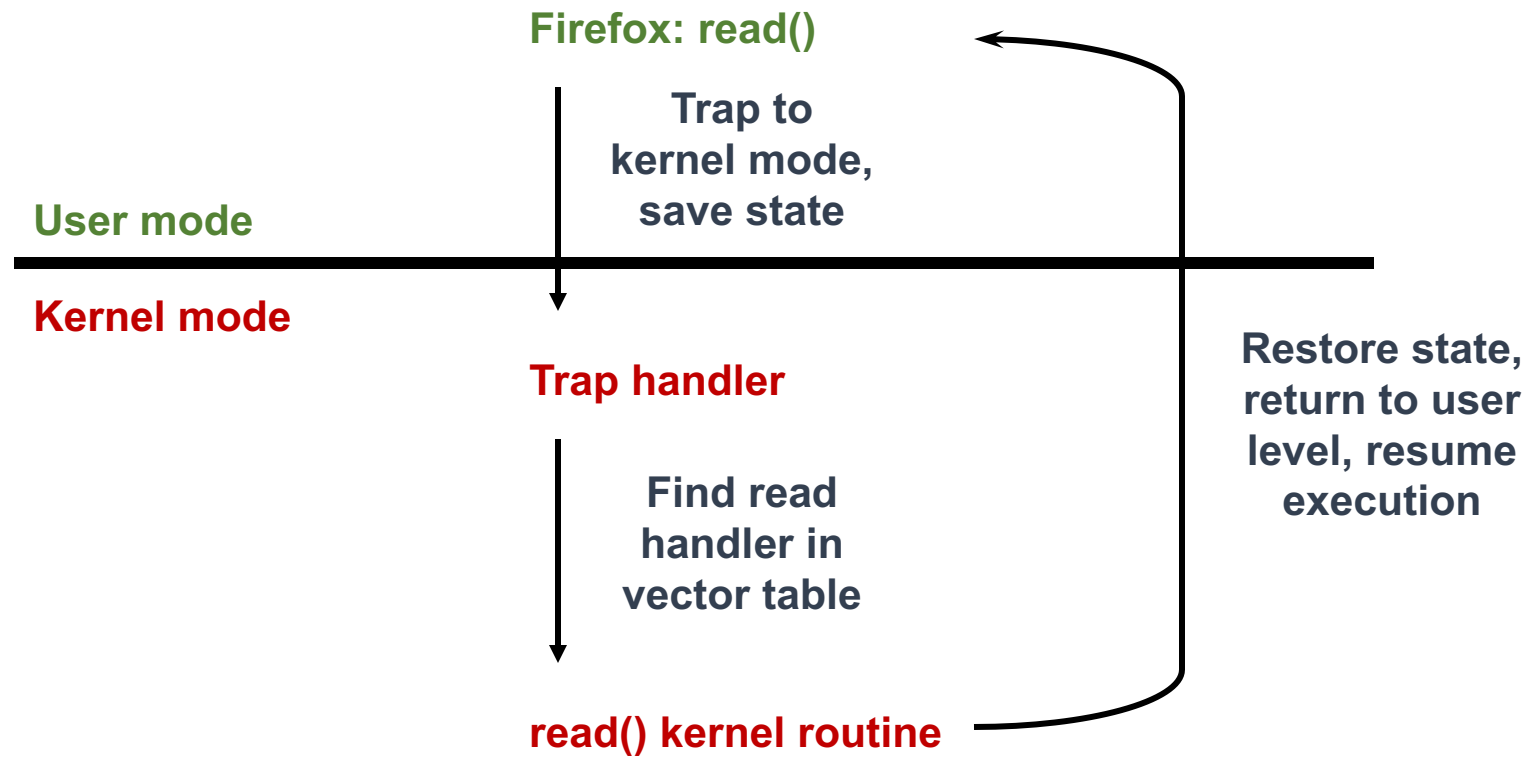 Firefox: read()
Trap to
kernel mode,
save state
User mode
Kernel mode
Trap handler
Restore state,
return to user
level, resume
execution
Find read
handler in
vector table
read() kernel routine